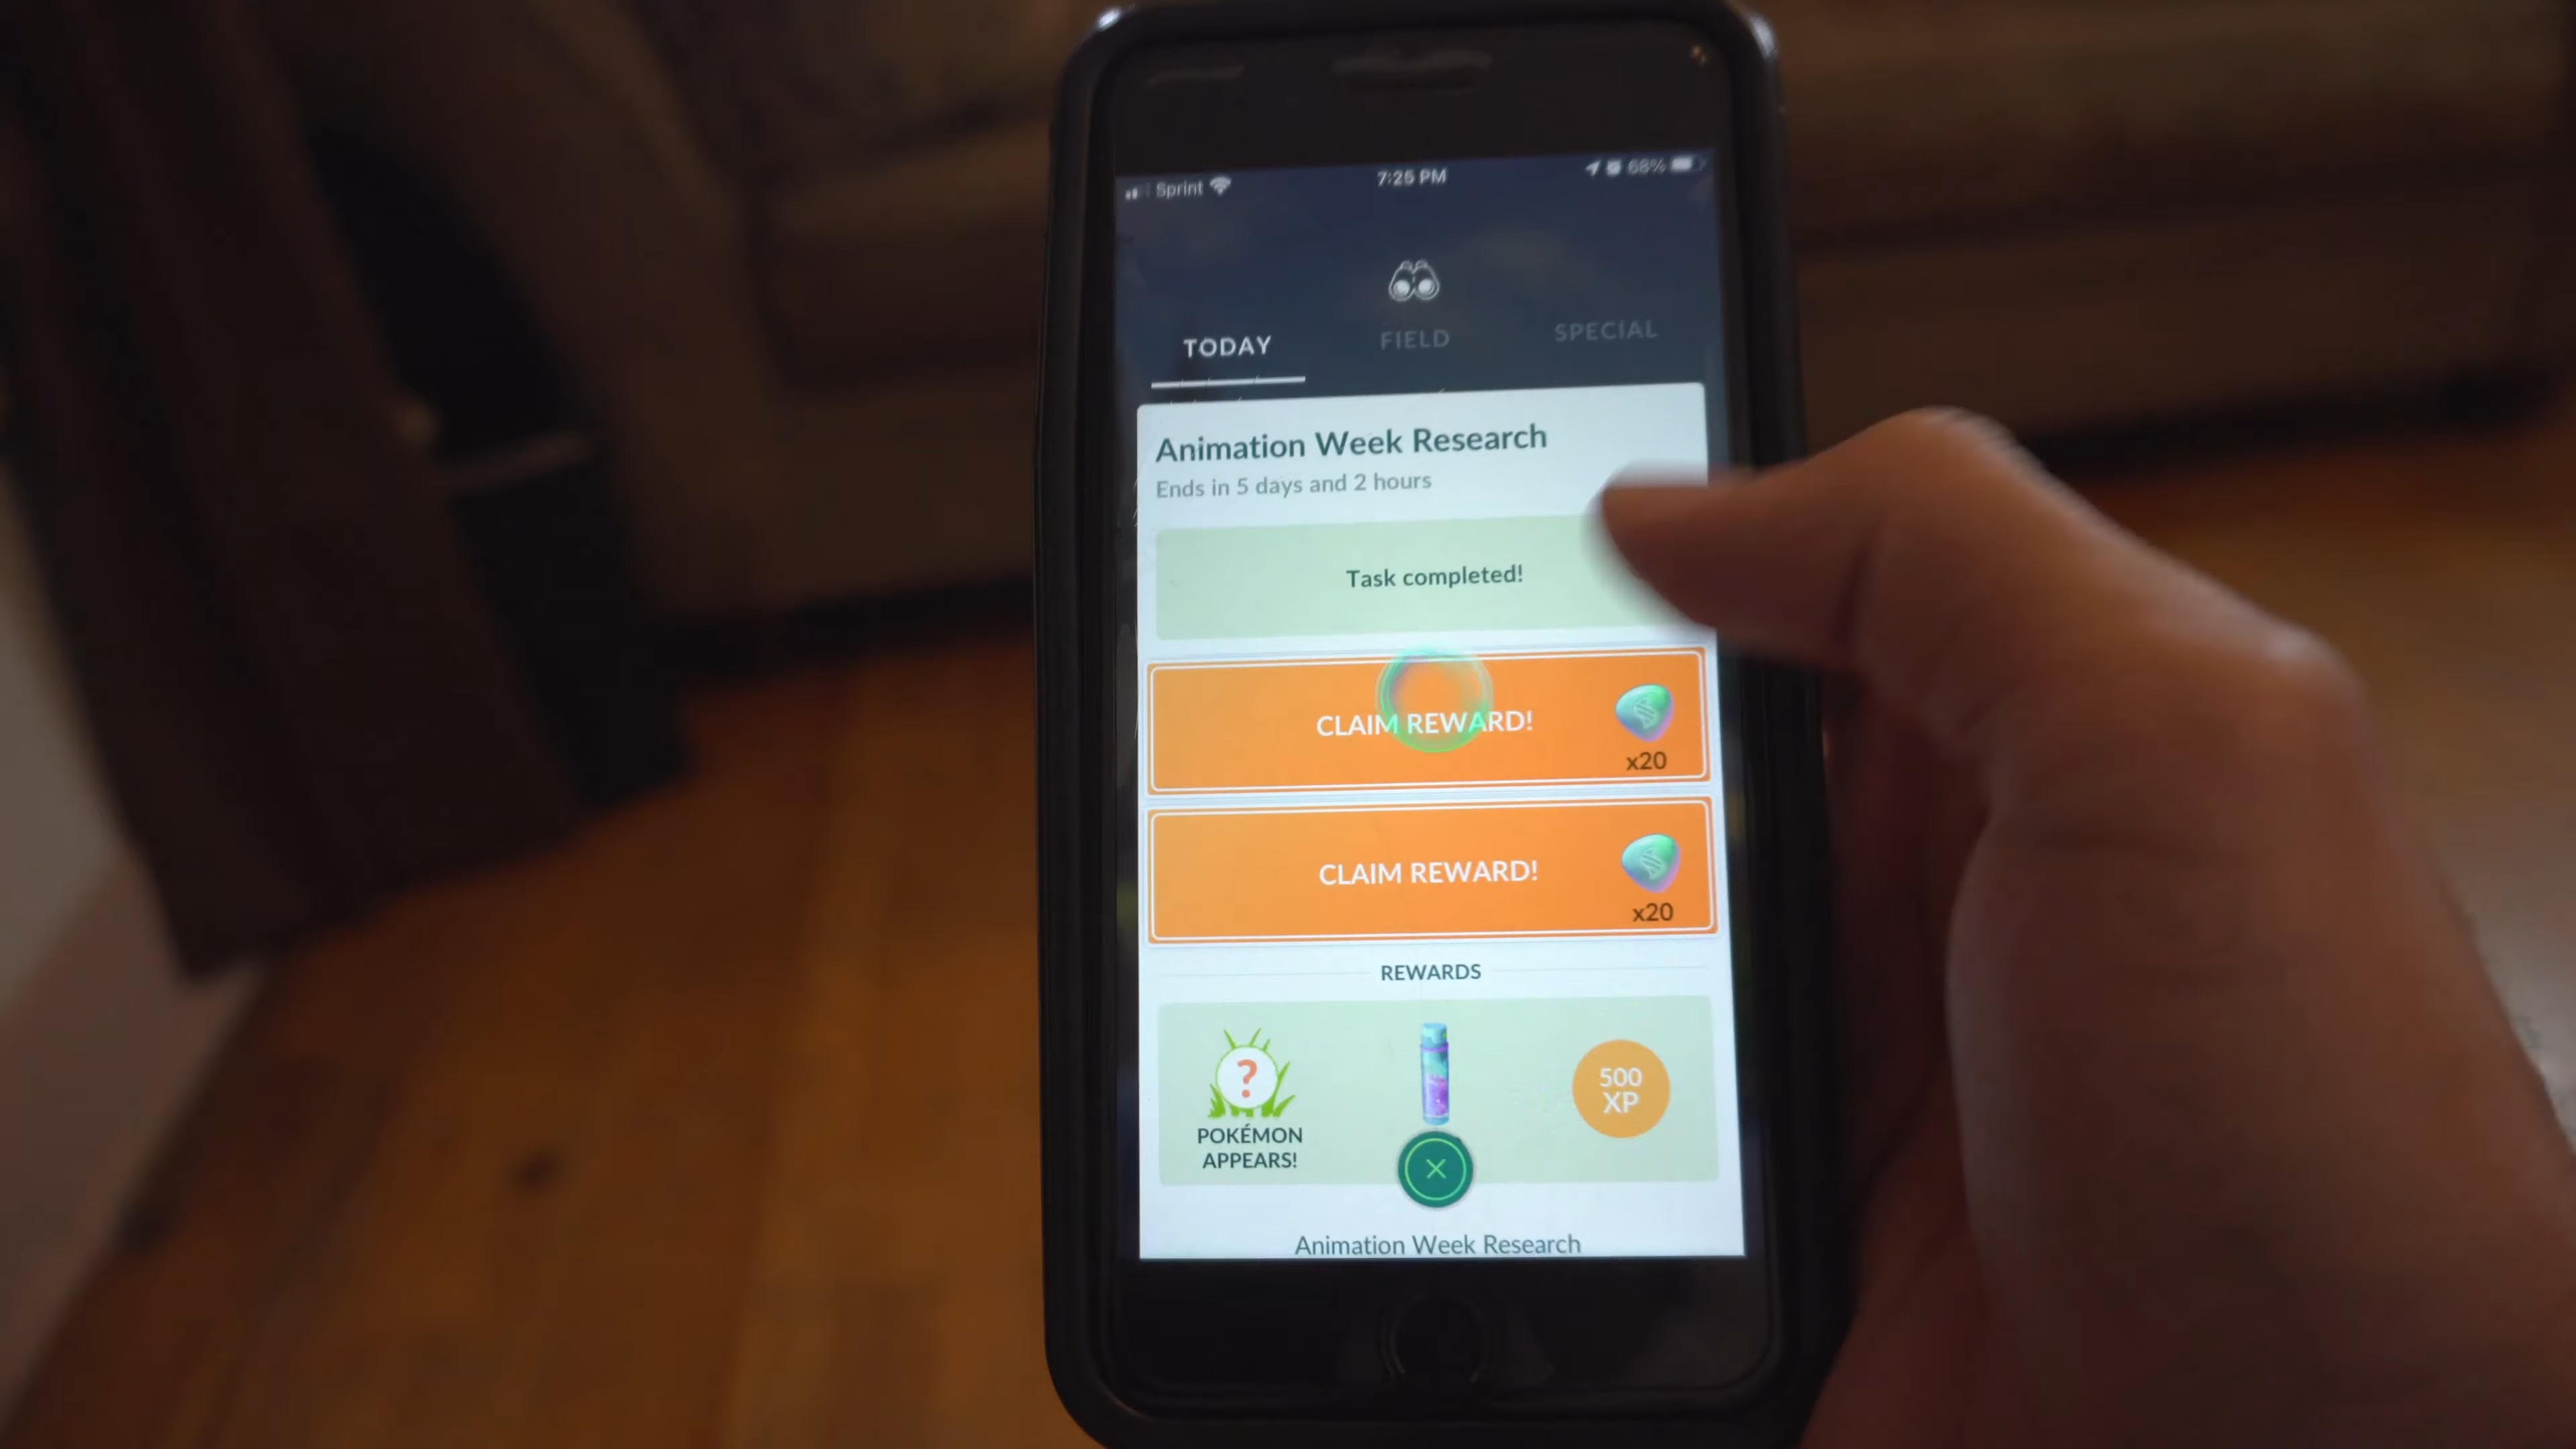 Sprint
7:25 PM
68%
TODAY
FIELD
SPECIAL
Animation Week Research
Ends in 5 days and 2 hours
Task completed!
CLAIM REWARD!
x20
CLAIM REWARD!
x20
REWARDS
?
POKÉMON
APPEARS!
500
XP
Animation Week Research